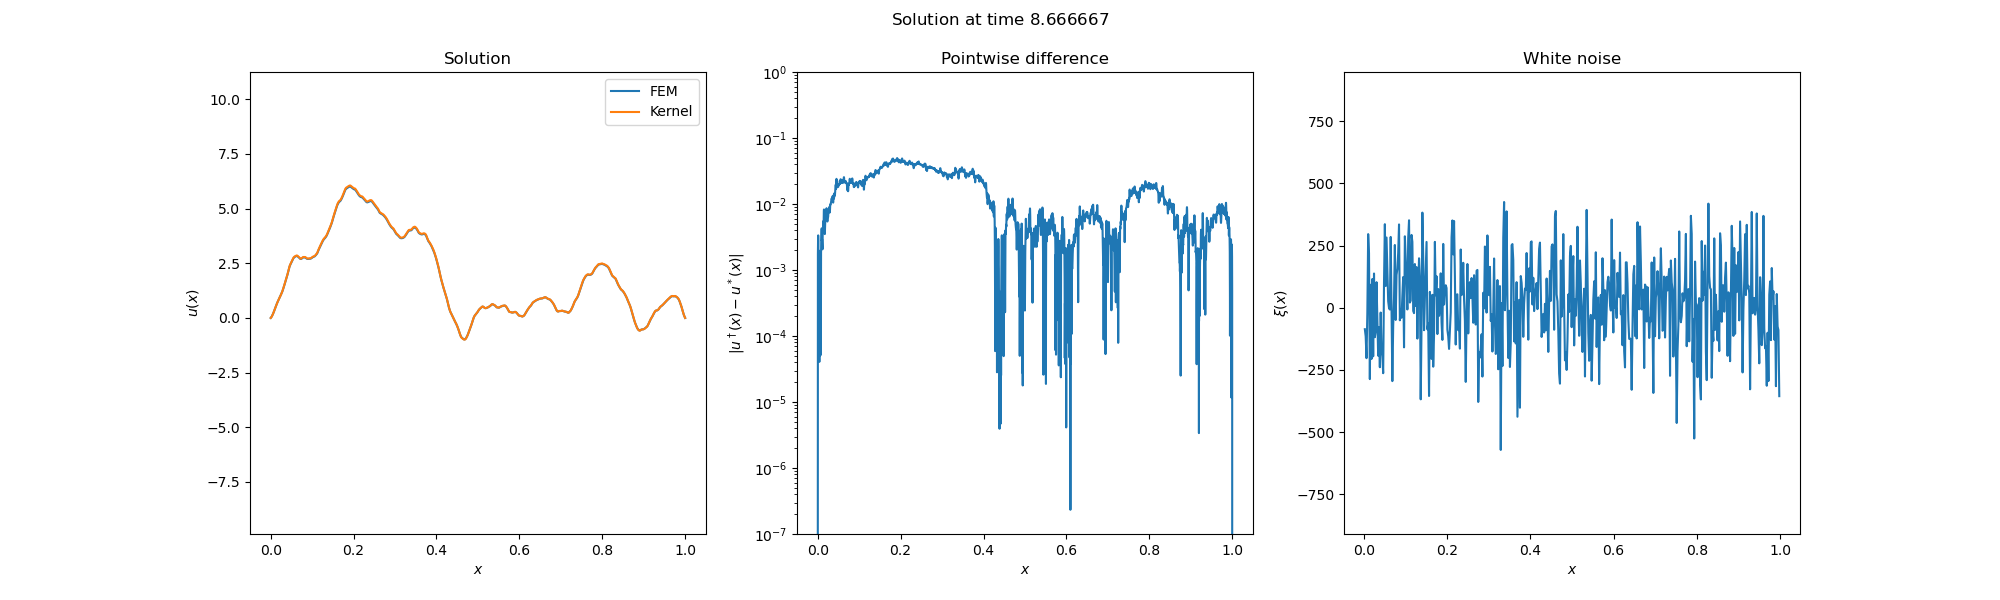 Solution at time 8.666667
Solution
10.0
7.5
5.0
2.5
0.0
−2.5
−5.0
−7.5
u(x)
0.0 0.2 0.4 0.6 0.8 1.0
x
FEM
Kernel
Pointwise difference
10⁰
10⁻¹
10⁻²
10⁻³
10⁻⁴
10⁻⁵
10⁻⁶
10⁻⁷
|u†(x) − u*(x)|
0.0 0.2 0.4 0.6 0.8 1.0
x
White noise
750
500
250
0
−250
−500
−750
ξ(x)
0.0 0.2 0.4 0.6 0.8 1.0
x